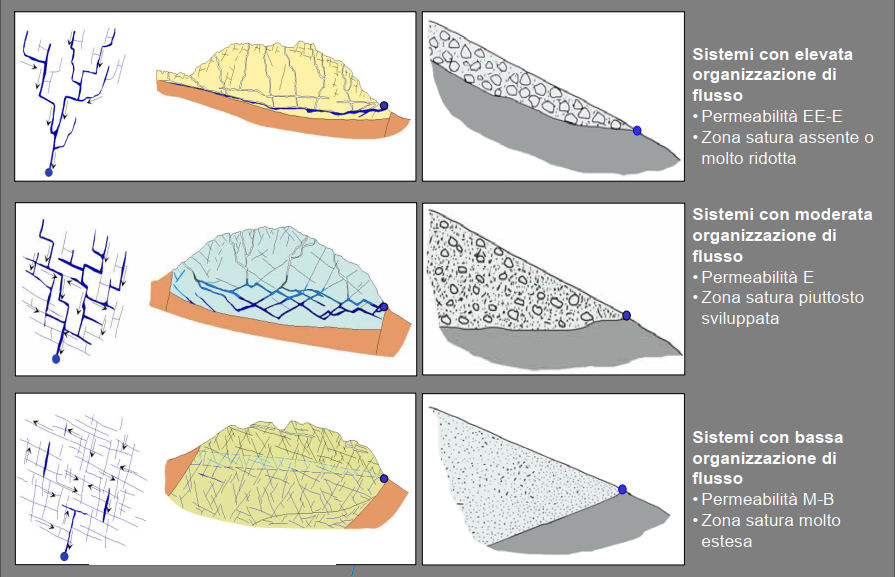 Sistemi con elevata
organizzazione di
flusso
• Permeabilità EE-E
• Zona satura assente o
molto ridotta
Sistemi con moderata
organizzazione di
flusso
• Permeabilità E
• Zona satura piuttosto
sviluppata
Sistemi con bassa
organizzazione di
flusso
• Permeabilità M-B
• Zona satura molto
estesa